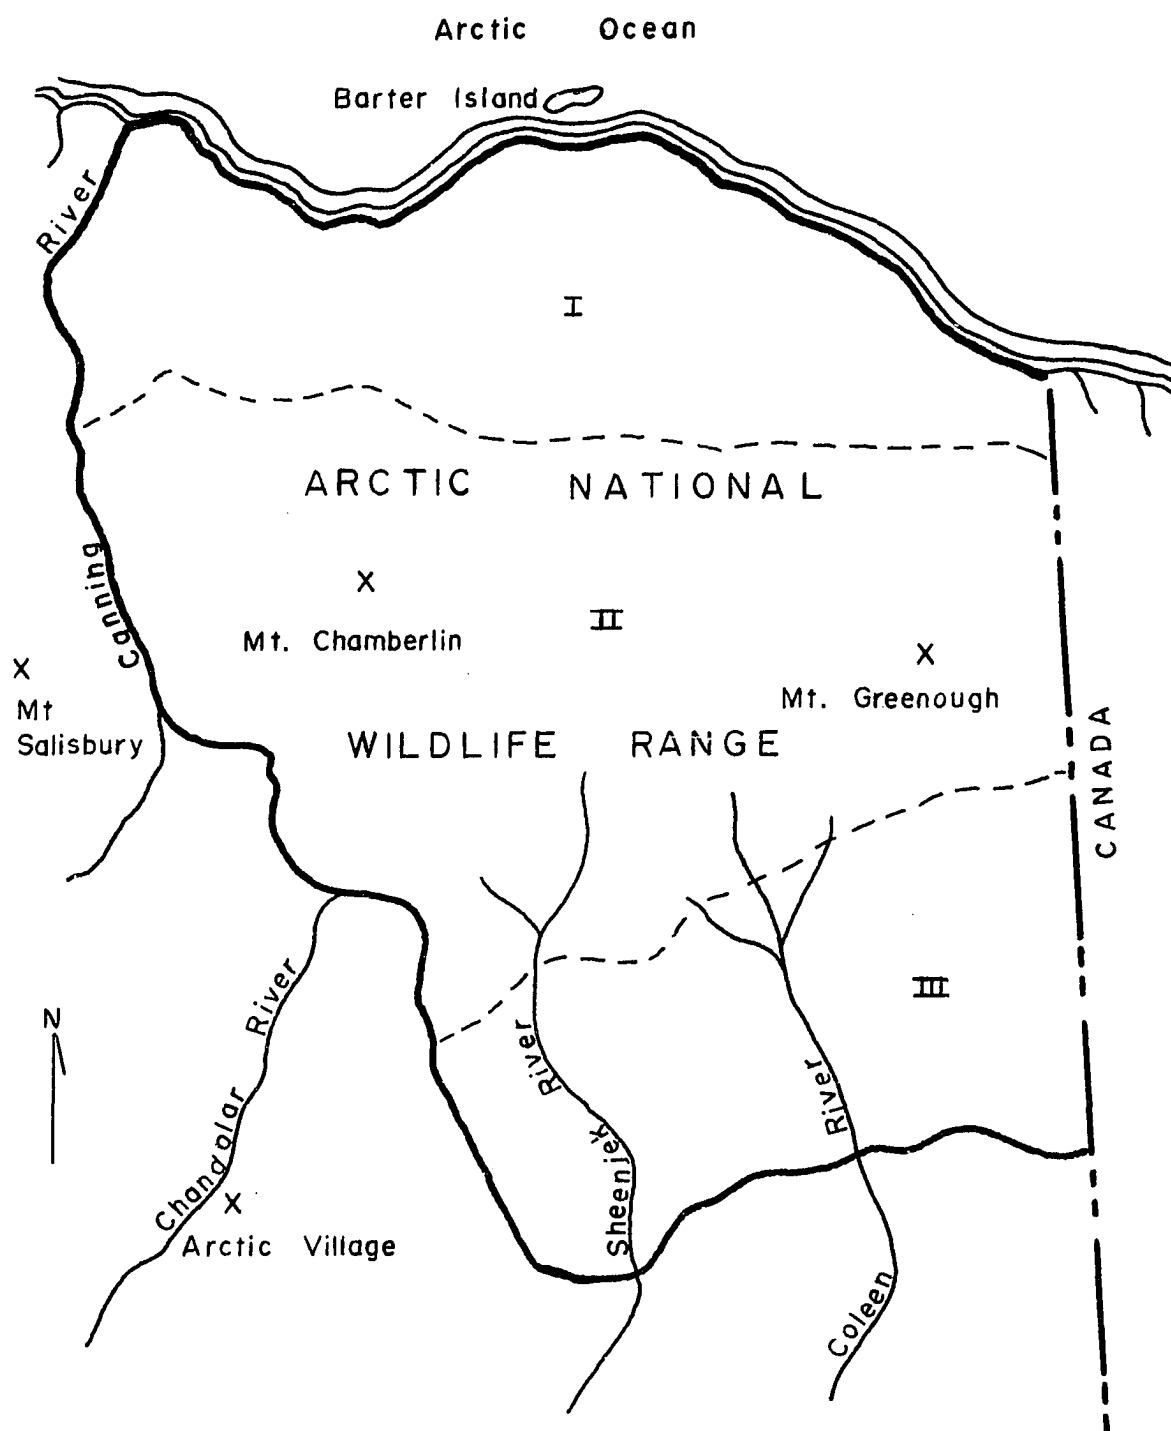 Arctic Ocean
Barter Island
River
I
ARCTIC NATIONAL
Canning
X
II
Mt. Chamberlin
X
Mt. Greenough
X
Mt
Salisbury
WILDLIFE RANGE
CANADA
III
River
N
River
River
Chandalar
Sheenjek
X
Arctic Village
Coleen